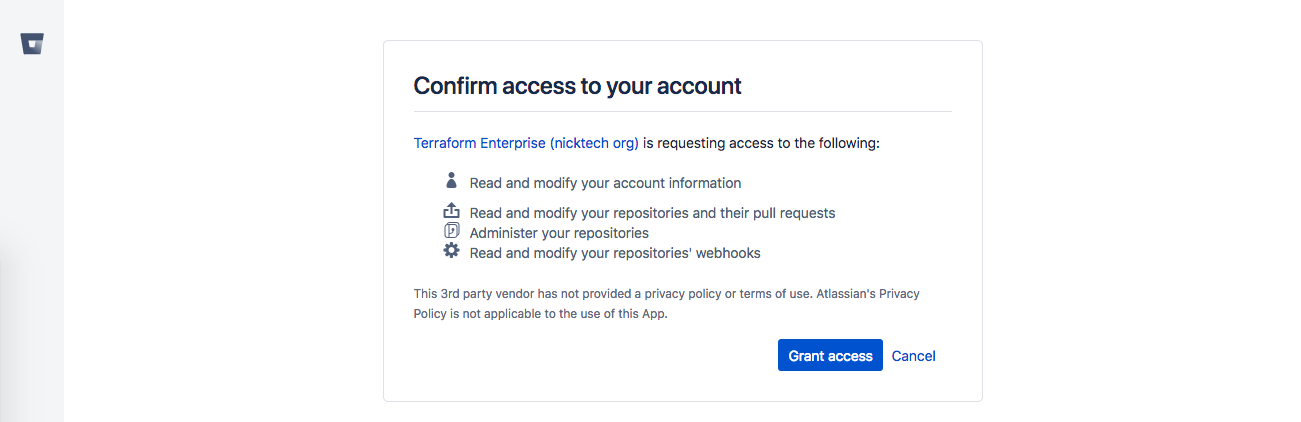 Confirm access to your account
Terraform Enterprise (nicktech org) is requesting access to the following:
Read and modify your account information
Read and modify your repositories and their pull requests
Administer your repositories
Read and modify your repositories' webhooks
This 3rd party vendor has not provided a privacy policy or terms of use. Atlassian's Privacy
Policy is not applicable to the use of this App.
Grant access Cancel